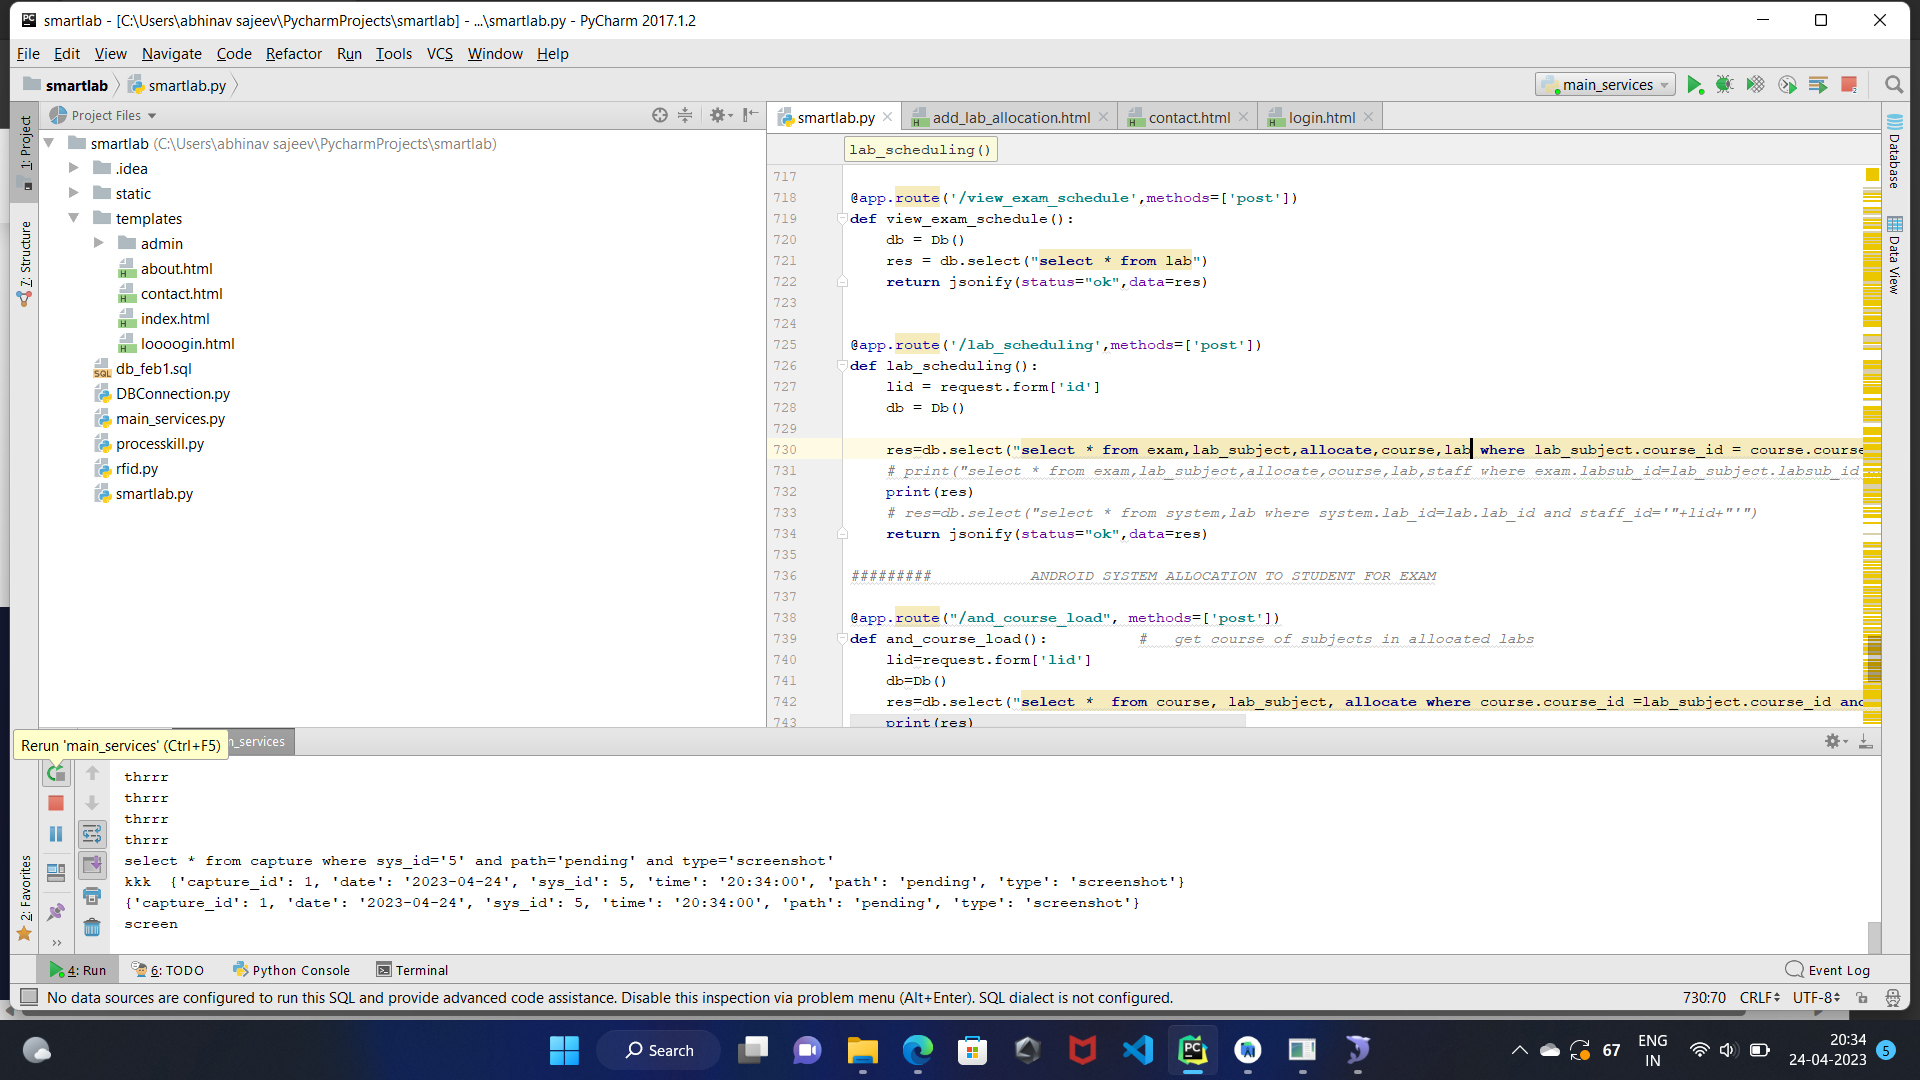 smartlab - [C:\Users\abhinav sajeev\PycharmProjects\smartlab] - ...\smartlab.py - PyCharm 2017.1.2
File Edit View Navigate Code Refactor Run Tools VCS Window Help
smartlab smartlab.py main_services
1: Project
7: Structure
2: Favorites
Project Files
smartlab (C:\Users\abhinav sajeev\PycharmProjects\smartlab)
.idea
static
templates
admin
about.html
contact.html
index.html
loooogin.html
db_feb1.sql
DBConnection.py
main_services.py
processkill.py
rfid.py
smartlab.py
smartlab.py add_lab_allocation.html contact.html login.html
lab_scheduling()
717
718 @app.route('/view_exam_schedule',methods=['post'])
719 def view_exam_schedule():
720 db = Db()
721 res = db.select("select * from lab")
722 return jsonify(status="ok",data=res)
723
724
725 @app.route('/lab_scheduling',methods=['post'])
726 def lab_scheduling():
727 lid = request.form['id']
728 db = Db()
729
730 res=db.select("select * from exam,lab_subject,allocate,course,lab where lab_subject.course_id = course.course
731 # print("select * from exam,lab_subject,allocate,course,lab,staff where exam.labsub_id=lab_subject.labsub_id
732 print(res)
733 # res=db.select("select * from system,lab where system.lab_id=lab.lab_id and staff_id='"+lid+"'")
734 return jsonify(status="ok",data=res)
735
736 ######### ANDROID SYSTEM ALLOCATION TO STUDENT FOR EXAM
737
738 @app.route("/and_course_load", methods=['post'])
739 def and_course_load(): # get course of subjects in allocated labs
740 lid=request.form['lid']
741 db=Db()
742 res=db.select("select * from course, lab_subject, allocate where course.course_id =lab_subject.course_id and
743 print(res)
Database
Data View
Rerun 'main_services' (Ctrl+F5)
n_services
thrrr
thrrr
thrrr
thrrr
select * from capture where sys_id='5' and path='pending' and type='screenshot'
kkk {'capture_id': 1, 'date': '2023-04-24', 'sys_id': 5, 'time': '20:34:00', 'path': 'pending', 'type': 'screenshot'}
{'capture_id': 1, 'date': '2023-04-24', 'sys_id': 5, 'time': '20:34:00', 'path': 'pending', 'type': 'screenshot'}
screen
4: Run 6: TODO Python Console Terminal Event Log
No data sources are configured to run this SQL and provide advanced code assistance. Disable this inspection via problem menu (Alt+Enter). SQL dialect is not configured. 730:70 CRLF UTF-8
Search 67 ENG IN 20:34 24-04-2023 5